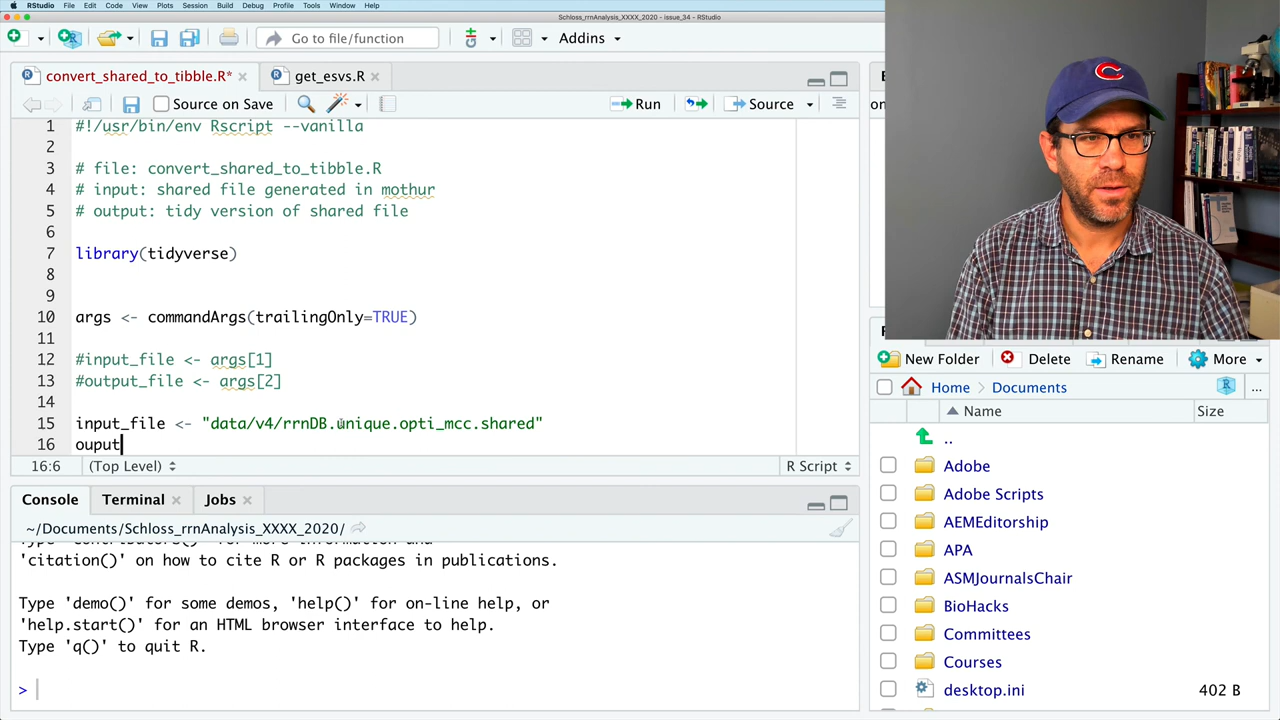 RStudio File Edit Code View Plots Session Build Debug Profile Tools Window Help
Schloss_rrnAnalysis_XXXX_2020 - issue_34 - RStudio
Go to file/function Addins
convert_shared_to_tibble.R* get_esvs.R
Source on Save Run Source
1 #!/usr/bin/env Rscript --vanilla
2
3 # file: convert_shared_to_tibble.R
4 # input: shared file generated in mothur
5 # output: tidy version of shared file
6
7 library(tidyverse)
8
9
10 args <- commandArgs(trailingOnly=TRUE)
11
12 #input_file <- args[1]
13 #output_file <- args[2]
14
15 input_file <- "data/v4/rrnDB.unique.opti_mcc.shared"
16 ouput
16:6 (Top Level) R Script
Console Terminal Jobs
~/Documents/Schloss_rrnAnalysis_XXXX_2020/
'citation()' on how to cite R or R packages in publications.
Type 'demo()' for some demos, 'help()' for on-line help, or
'help.start()' for an HTML browser interface to help.
Type 'q()' to quit R.
>
New Folder Delete Rename More
Home Documents
Name Size
..
Adobe
Adobe Scripts
AEMEditorship
APA
ASMJournalsChair
BioHacks
Committees
Courses
desktop.ini 402 B